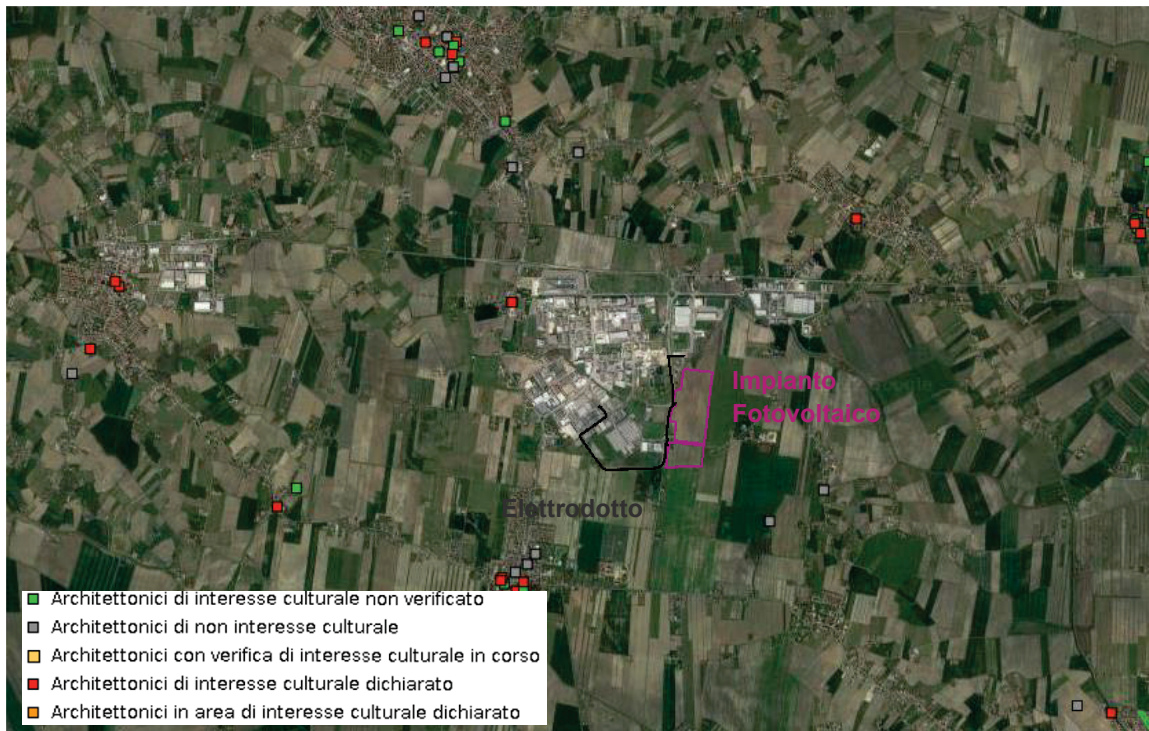 Impianto
Fotovoltaico
Elettrodotto
Architettonici di interesse culturale non verificato
Architettonici di non interesse culturale
Architettonici con verifica di interesse culturale in corso
Architettonici di interesse culturale dichiarato
Architettonici in area di interesse culturale dichiarato